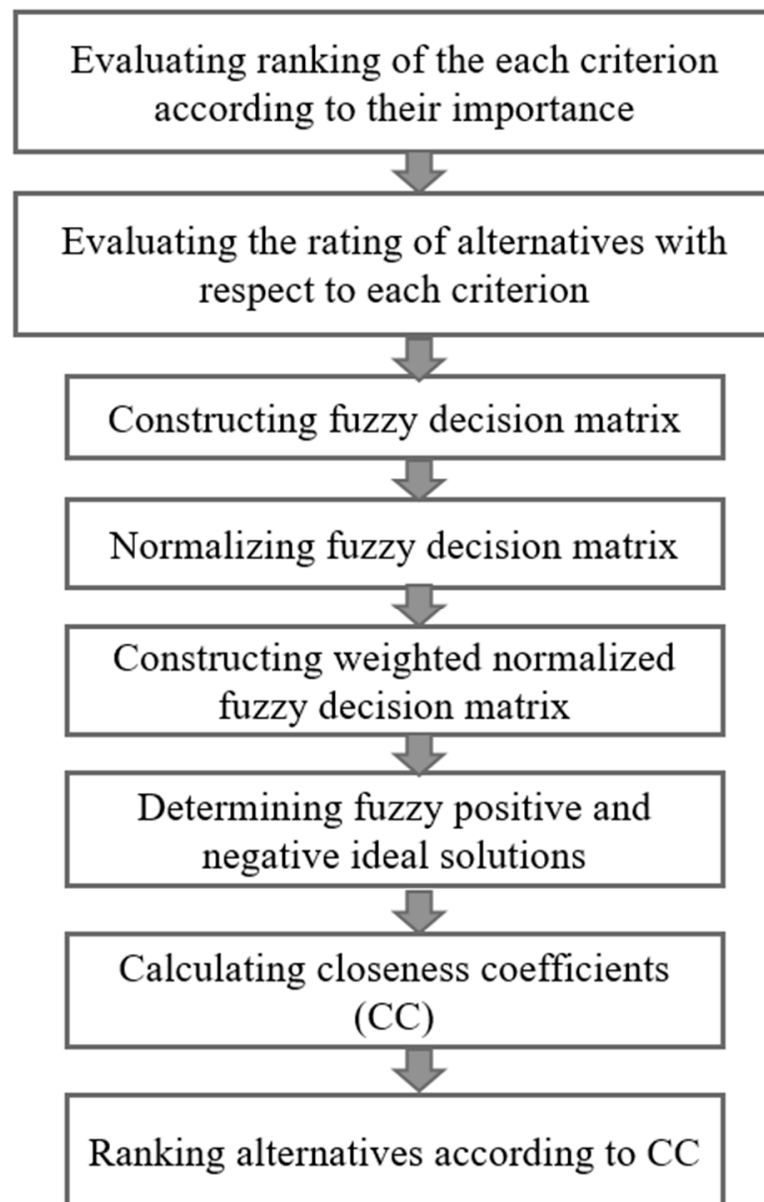 Evaluating ranking of the each criterion
according to their importance
Evaluating the rating of alternatives with
respect to each criterion
Constructing fuzzy decision matrix
Normalizing fuzzy decision matrix
Constructing weighted normalized
fuzzy decision matrix
Determining fuzzy positive and
negative ideal solutions
Calculating closeness coefficients
(CC)
Ranking alternatives according to CC